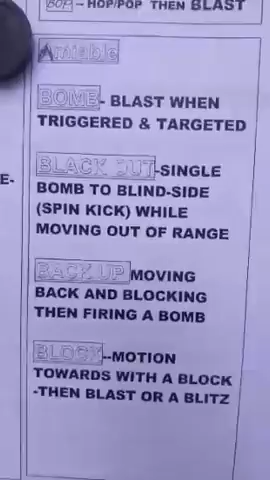 BOP – HOP/POP THEN BLAST
Amiable
BOMB- BLAST WHEN
TRIGGERED & TARGETED
BLACK OUT-SINGLE
E-
BOMB TO BLIND-SIDE
(SPIN KICK) WHILE
MOVING OUT OF RANGE
BACK UP MOVING
BACK AND BLOCKING
THEN FIRING A BOMB
BLOCK--MOTION
TOWARDS WITH A BLOCK
-THEN BLAST OR A BLITZ